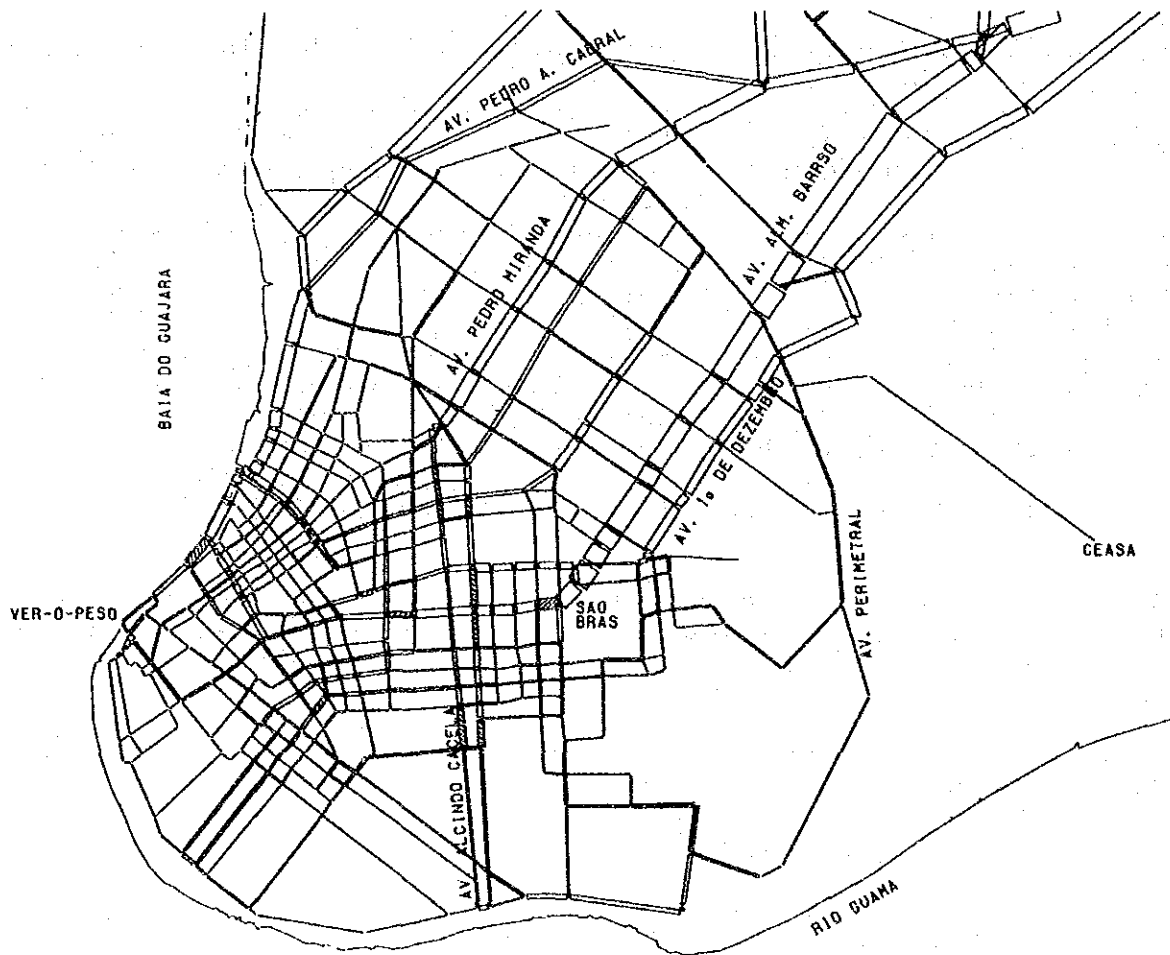 AV. PEDRO A. CABRAL
AV. ALM. BARRSO
AV. PEDRO MIRANDA
BAIA DO GUAJARA
AV. 1º DE DEZEMBRO
CEASA
AV. PERIMETRAL
VER-O-PESO
SAO
BRAS
AV. ALCINDO CACELA
RIO GUAMA